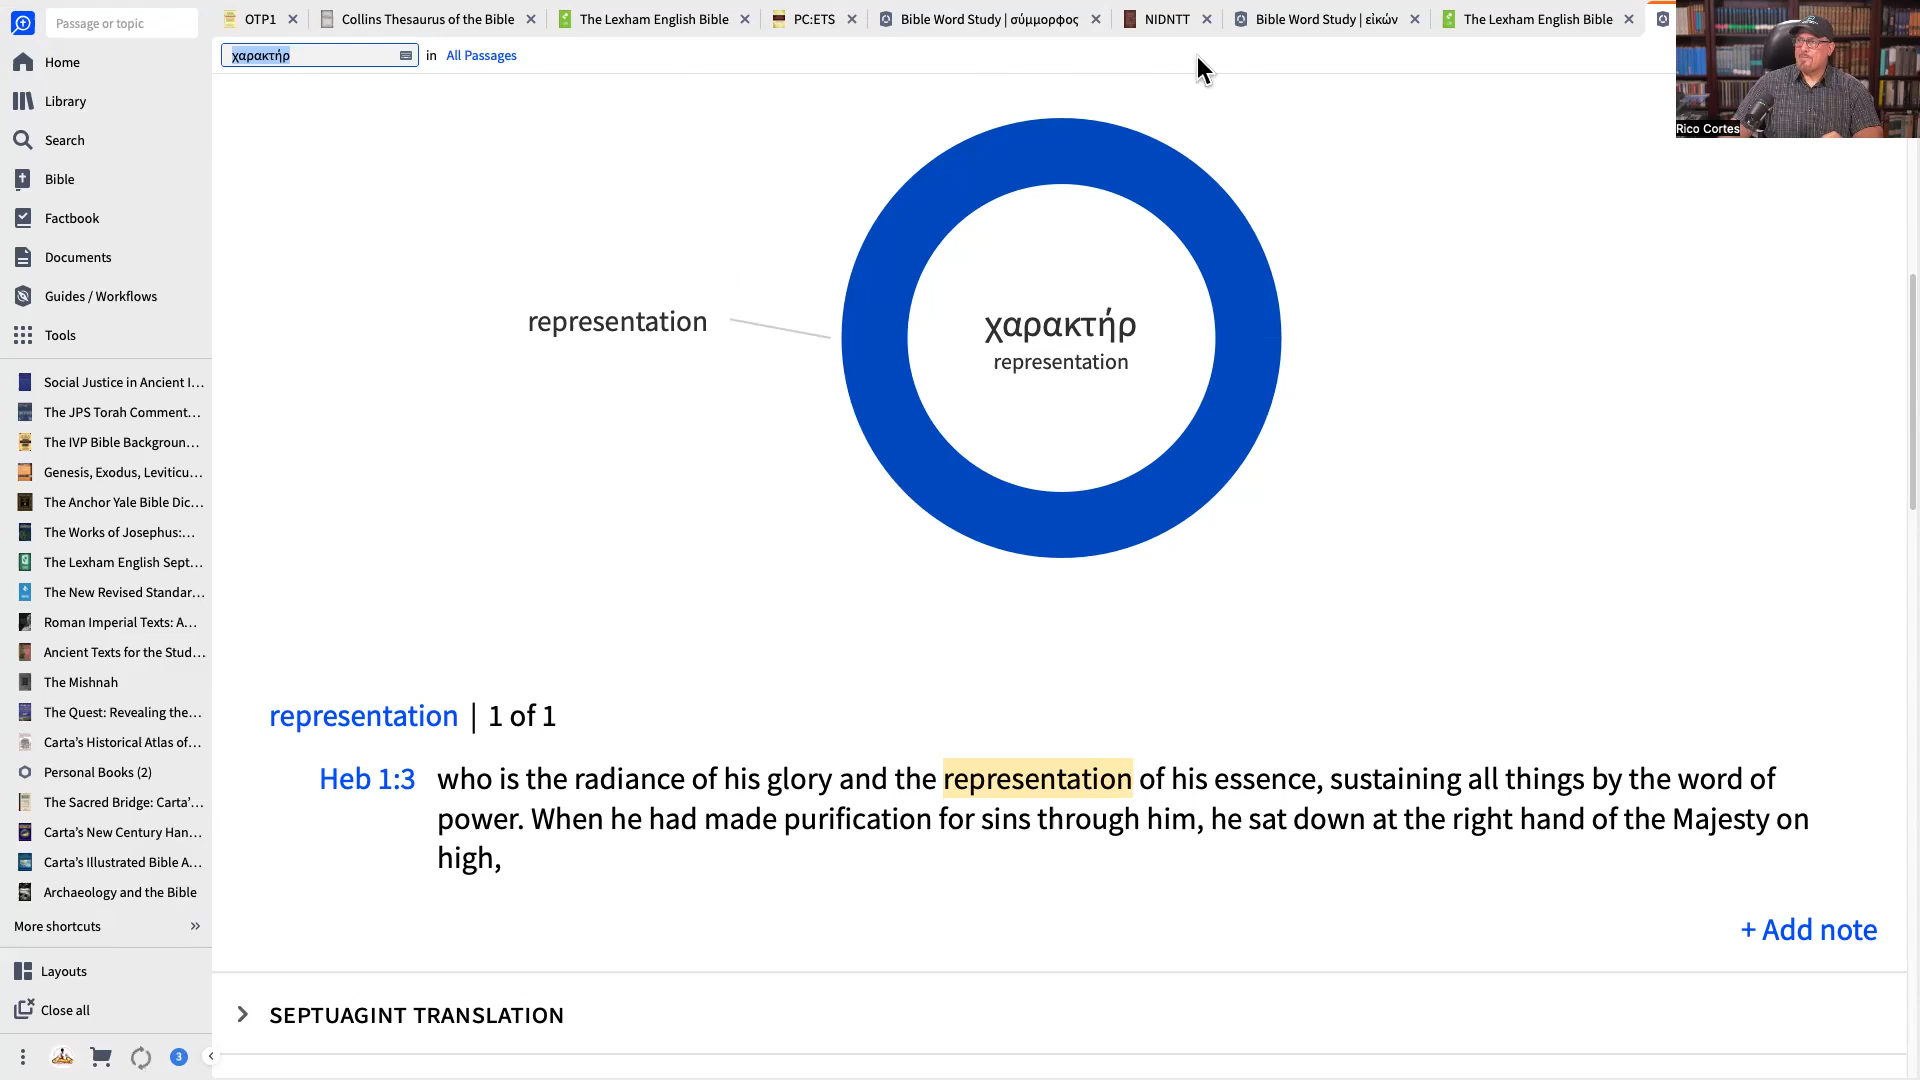 Passage or topic
OTP1
Collins Thesaurus of the Bible
The Lexham English Bible
PC:ETS
Bible Word Study | σύμμορφος
NIDNTT
Bible Word Study | εἰκών
The Lexham English Bible
χαρακτήρ in All Passages
Rico Cortes
Home
Library
Search
Bible
Factbook
Documents
Guides / Workflows
Tools
Social Justice in Ancient I...
The JPS Torah Comment...
The IVP Bible Backgroun...
Genesis, Exodus, Leviticu...
The Anchor Yale Bible Dic...
The Works of Josephus:...
The Lexham English Sept...
The New Revised Standar...
Roman Imperial Texts: A...
Ancient Texts for the Stud...
The Mishnah
The Quest: Revealing the...
Carta's Historical Atlas of...
Personal Books (2)
The Sacred Bridge: Carta'...
Carta's New Century Han...
Carta's Illustrated Bible A...
Archaeology and the Bible
More shortcuts
Layouts
Close all
3
representation
χαρακτήρ
representation
representation | 1 of 1
Heb 1:3 who is the radiance of his glory and the representation of his essence, sustaining all things by the word of
power. When he had made purification for sins through him, he sat down at the right hand of the Majesty on
high,
+ Add note
SEPTUAGINT TRANSLATION